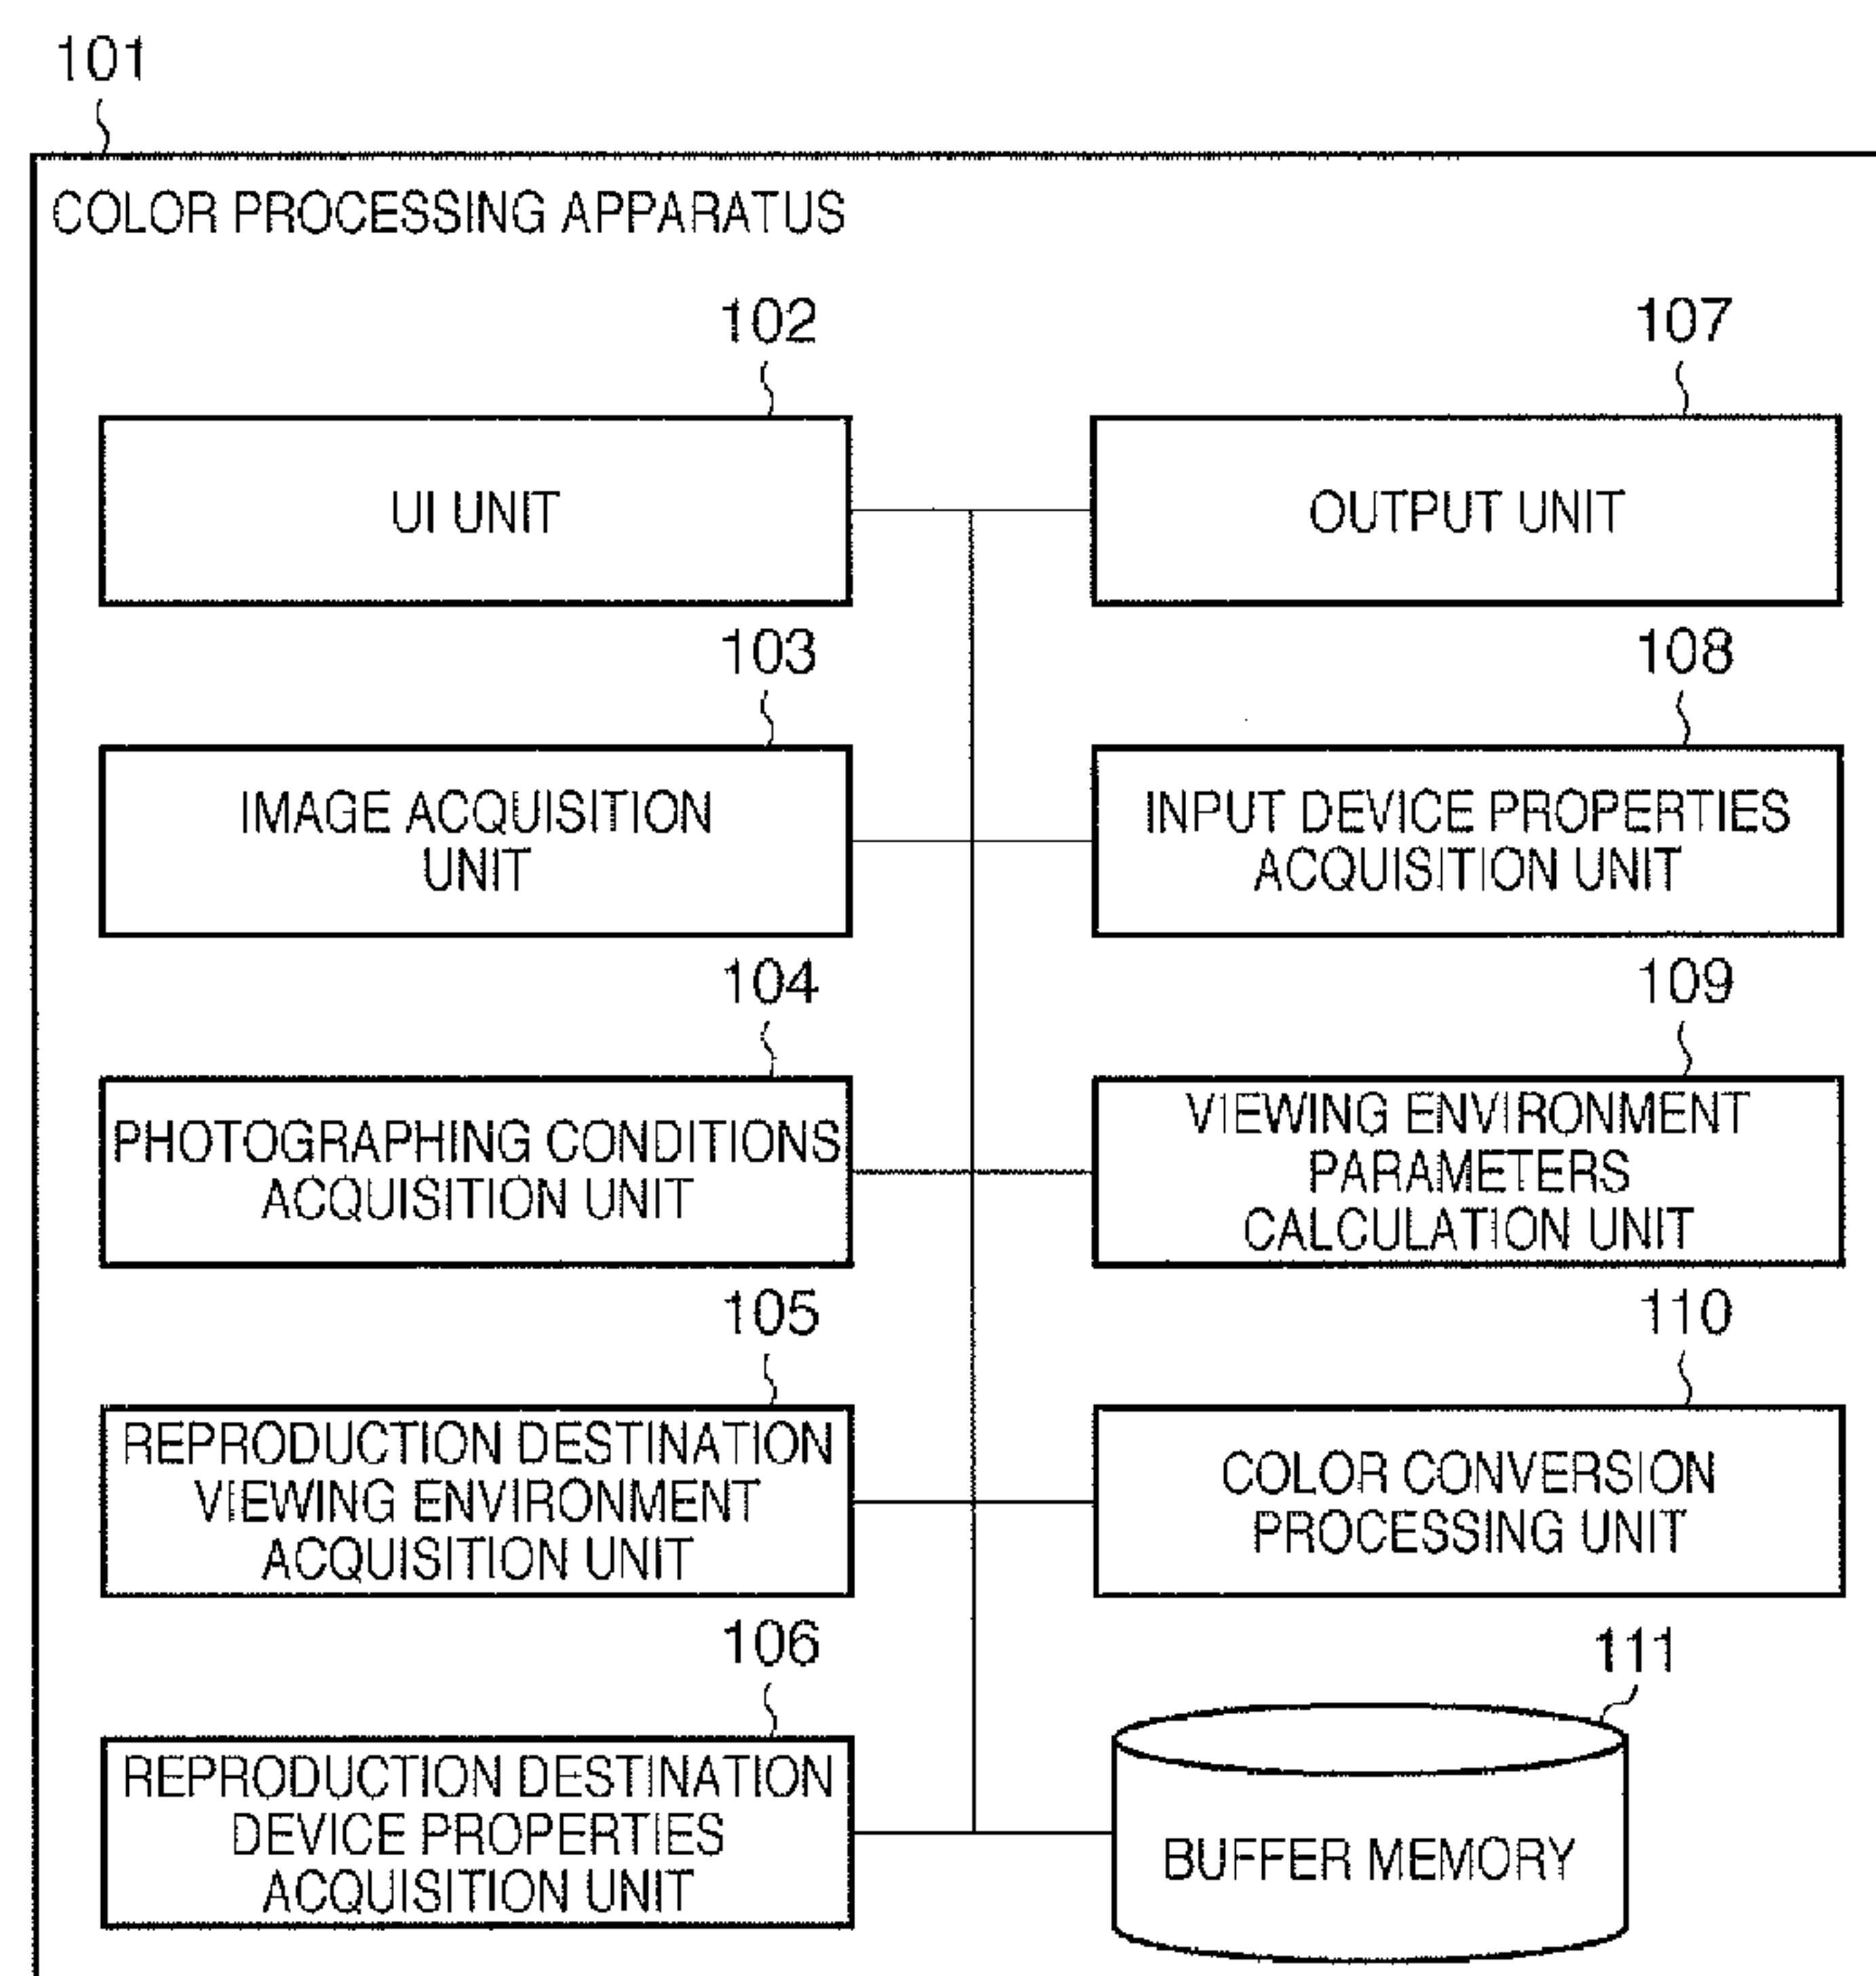 101
COLOR PROCESSING APPARATUS
102
107
UI UNIT
OUTPUT UNIT
103
108
IMAGE ACQUISITION
UNIT
INPUT DEVICE PROPERTIES
ACQUISITION UNIT
104
109
PHOTOGRAPHING CONDITIONS
ACQUISITION UNIT
VIEWING ENVIRONMENT
PARAMETERS
CALCULATION UNIT
105
110
REPRODUCTION DESTINATION
VIEWING ENVIRONMENT
ACQUISITION UNIT
COLOR CONVERSION
PROCESSING UNIT
106
111
REPRODUCTION DESTINATION
DEVICE PROPERTIES
ACQUISITION UNIT
BUFFER MEMORY